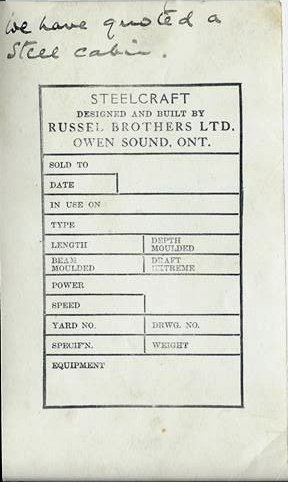 We have quoted a
Steel cabin.
STEELCRAFT
DESIGNED AND BUILT BY
RUSSEL BROTHERS LTD.
OWEN SOUND, ONT.
SOLD TO
DATE
IN USE ON
TYPE
LENGTH
DEPTH
MOULDED
BEAM
MOULDED
DRAFT
EXTREME
POWER
SPEED
YARD NO.
DRWG. NO.
SPECIF'N.
WEIGHT
EQUIPMENT